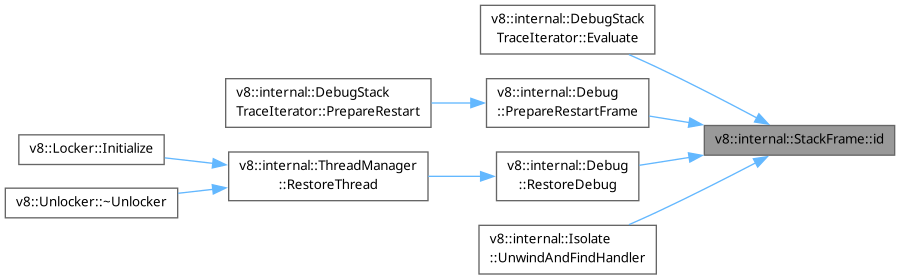 v8::internal::DebugStack
TraceIterator::Evaluate
v8::internal::DebugStack
TraceIterator::PrepareRestart
v8::internal::Debug
::PrepareRestartFrame
v8::internal::StackFrame::id
v8::Locker::Initialize
v8::internal::ThreadManager
::RestoreThread
v8::internal::Debug
::RestoreDebug
v8::Unlocker::~Unlocker
v8::internal::Isolate
::UnwindAndFindHandler